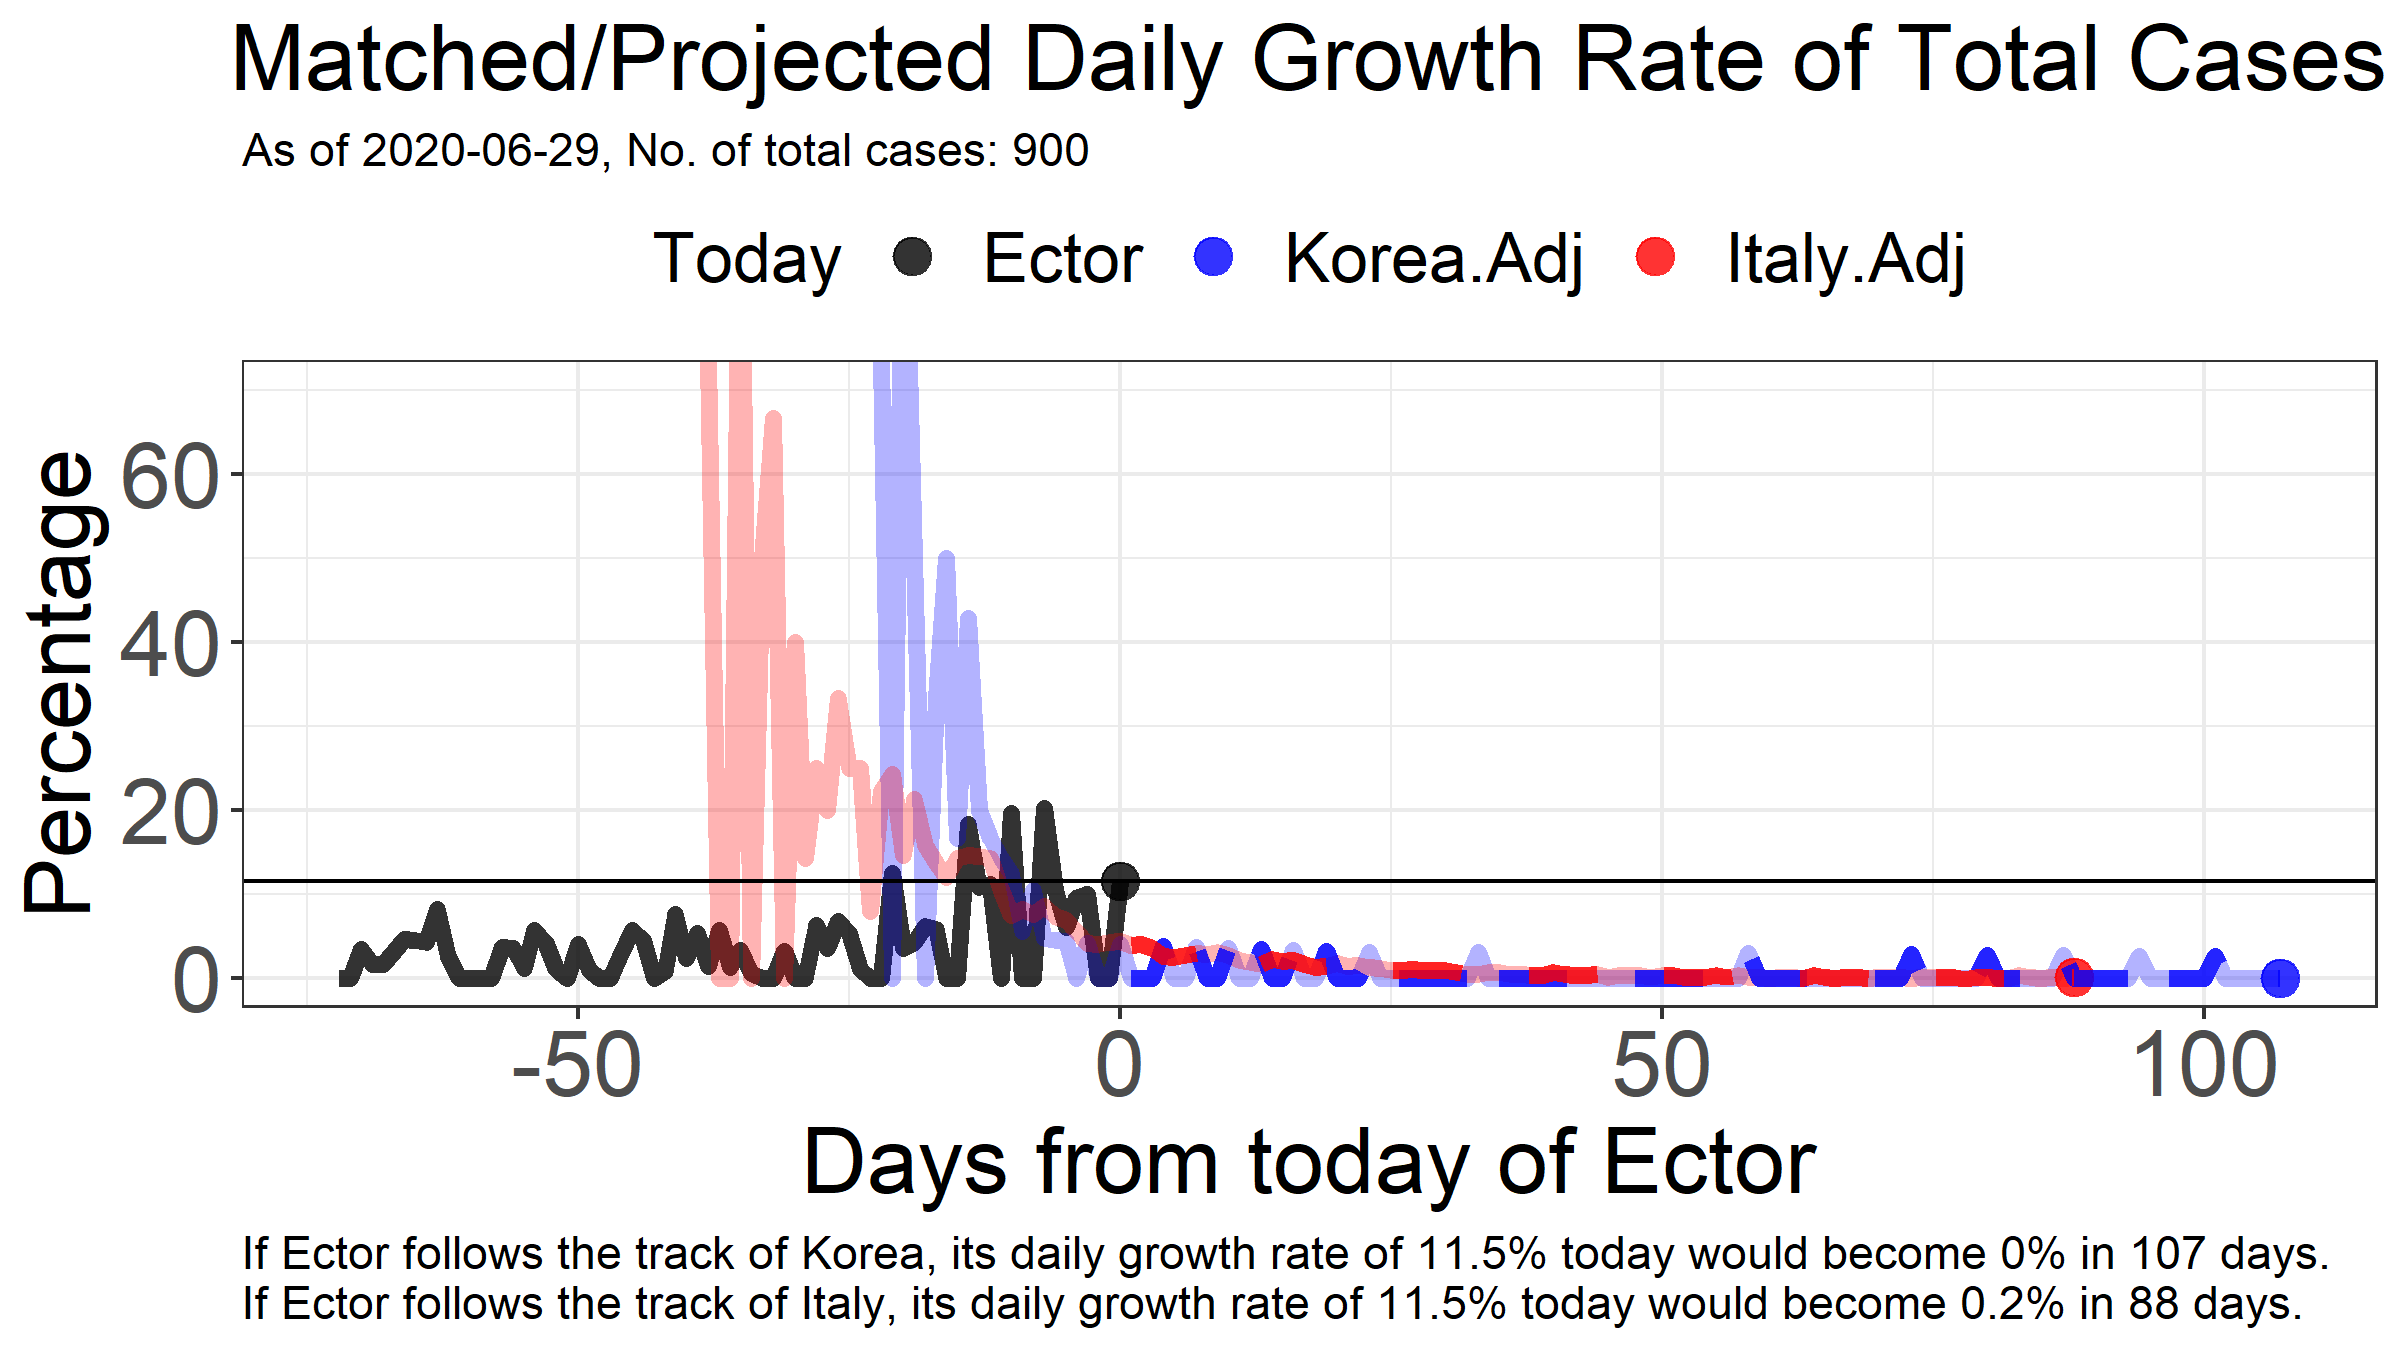 Matched/Projected Daily Growth Rate of Total Cases
As of 2020-06-29, No. of total cases: 900
Today Ector Korea.Adj Italy.Adj
Percentage
60
40
20
0
-50 0 50 100
Days from today of Ector
If Ector follows the track of Korea, its daily growth rate of 11.5% today would become 0% in 107 days.
If Ector follows the track of Italy, its daily growth rate of 11.5% today would become 0.2% in 88 days.